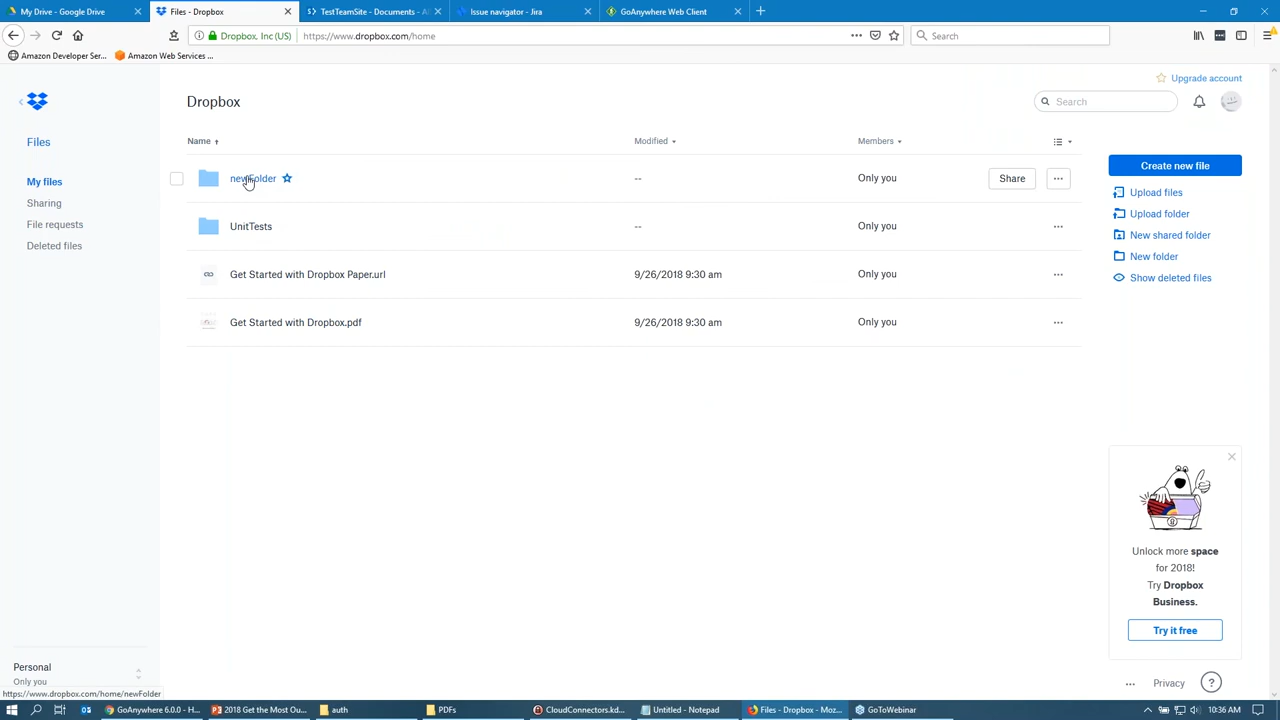 My Drive - Google Drive
Files - Dropbox
TestTeamSite - Documents - Al
Issue navigator - Jira
GoAnywhere Web Client
Dropbox, Inc (US)
https://www.dropbox.com/home
Search
Amazon Developer Ser...
Amazon Web Services ...
Upgrade account
Dropbox
Search
Files
Name
Modified
Members
My files
newFolder
--
Only you
Share
Create new file
Sharing
Upload files
File requests
Upload folder
UnitTests
--
Only you
New shared folder
Deleted files
New folder
Get Started with Dropbox Paper.url
9/26/2018 9:30 am
Only you
Show deleted files
Get Started with Dropbox.pdf
9/26/2018 9:30 am
Only you
Unlock more space
for 2018!
Try Dropbox
Business.
Try it free
Personal
Only you
Privacy
?
https://www.dropbox.com/home/newFolder
GoAnywhere 6.0.0 - H...
2018 Get the Most Ou...
auth
PDFs
CloudConnectors.kd...
Untitled - Notepad
Files - Dropbox - Moz...
GoToWebinar
10:36 AM